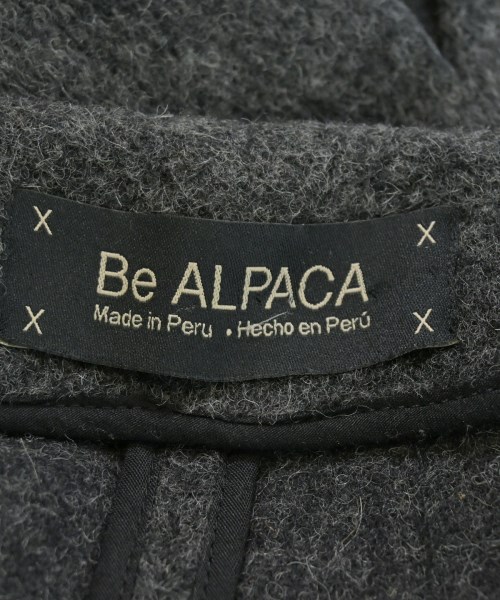 X X
Be ALPACA
Made in Peru . Hecho en Perú
X X